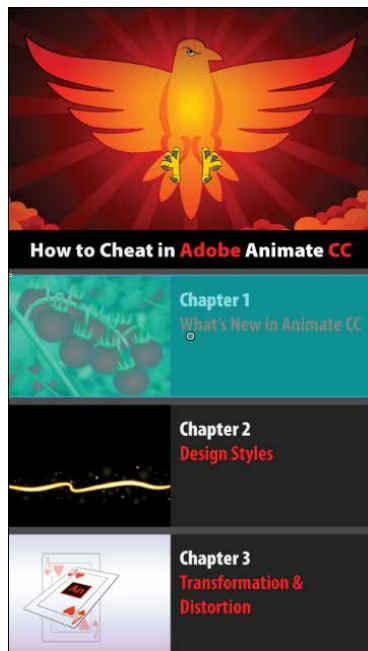 How to Cheat in Adobe Animate CC
Chapter 1
What's New in Animate CC
Chapter 2
Design Styles
An
Chapter 3
Transformation &
Distortion